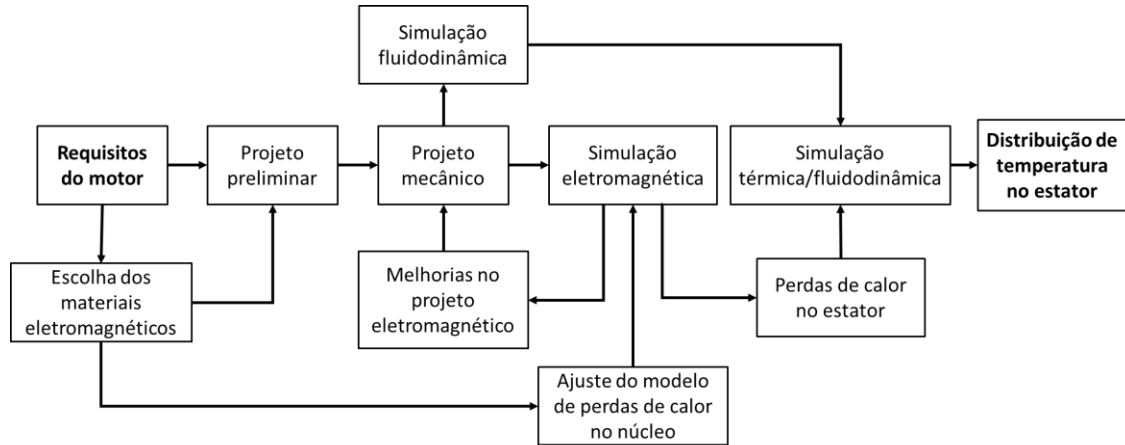 Simulação
fluidodinâmica
Requisitos
do motor
Projeto
preliminar
Projeto
mecânico
Simulação
eletromagnética
Simulação
térmica/fluidodinâmica
Distribuição de
temperatura
no estator
Escolha dos
materiais
eletromagnéticos
Melhorias no
projeto
eletromagnético
Perdas de calor
no estator
Ajuste do modelo
de perdas de calor
no núcleo